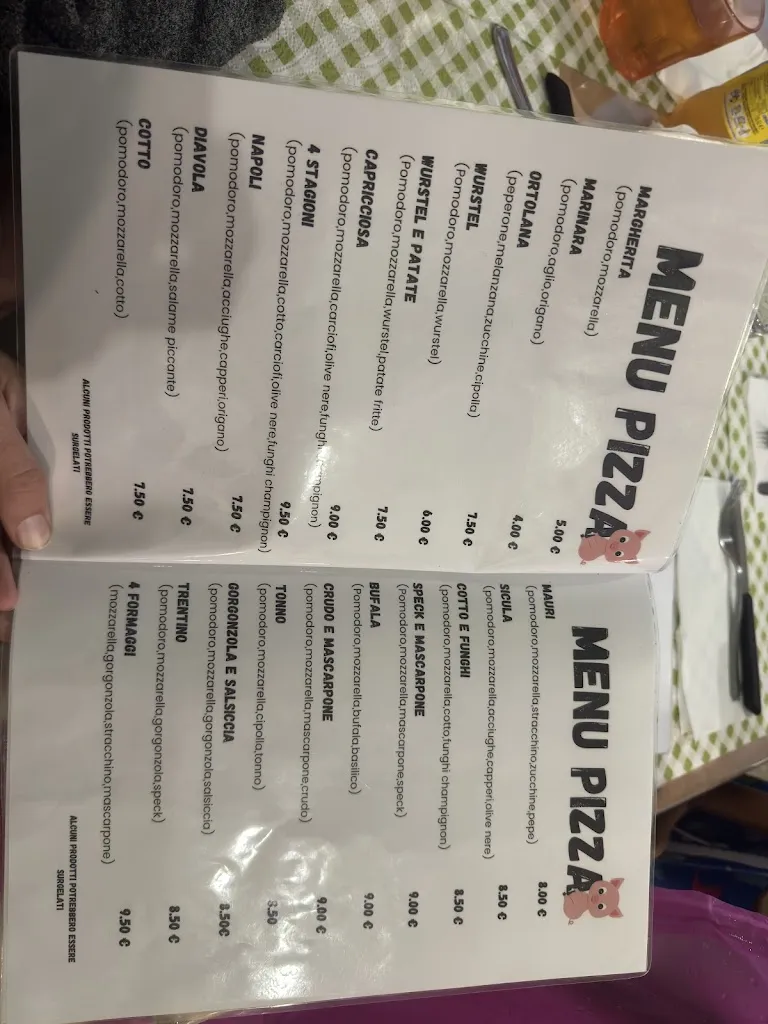 MENU PIZZA
MARGHERITA 5.00 €
(pomodoro,mozzarella)
MARINARA 4.00 €
(pomodoro,aglio,origano)
ORTOLANA 7.50 €
(peperone,melanzana,zucchine,cipolla)
WURSTEL 6.00 €
(Pomodoro,mozzarella,wurstel)
WURSTEL E PATATE 7.50 €
(Pomodoro,mozzarella,wurstel,patate fritte)
CAPRICCIOSA 9.00 €
(pomodoro,mozzarella,carciofi,olive nere,funghi champignon)
4 STAGIONI 9.50 €
(pomodoro,mozzarella,cotto,carciofi,olive nere,funghi champignon)
NAPOLI 7.50 €
(pomodoro,mozzarella,acciughe,capperi,origano)
DIAVOLA 7.50 €
(pomodoro,mozzarella,salame piccante)
COTTO 7.50 €
(pomodoro,mozzarella,cotto)
ALCUNI PRODOTTI POTREBBERO ESSERE
SURGELATI
MENU PIZZA
MAURI 8.00 €
(pomodoro,mozzarella,stracchino,zucchine,pepe)
SICULA 8.50 €
(pomodoro,mozzarella,acciughe,capperi,olive nere)
COTTO E FUNGHI 8.50 €
(pomodoro,mozzarella,cotto,funghi champignon)
SPECK E MASCARPONE 9.00 €
(Pomodoro,mozzarella,mascarpone,speck)
BUFALA 9.00 €
(Pomodoro,mozzarella,bufala,basilico)
CRUDO E MASCARPONE 9.00 €
(pomodoro,mozzarella,mascarpone,crudo)
TONNO 8.50
(pomodoro,mozzarella,cipolla,tonno)
GORGONZOLA E SALSICCIA 8.50€
(pomodoro,mozzarella,gorgonzola,salsiccia)
TRENTINO 8.50 €
(pomodoro,mozzarella,gorgonzola,speck)
4 FORMAGGI 9.50 €
(mozzarella,gorgonzola,stracchino,mascarpone)
ALCUNI PRODOTTI POTREBBERO ESSERE
SURGELATI